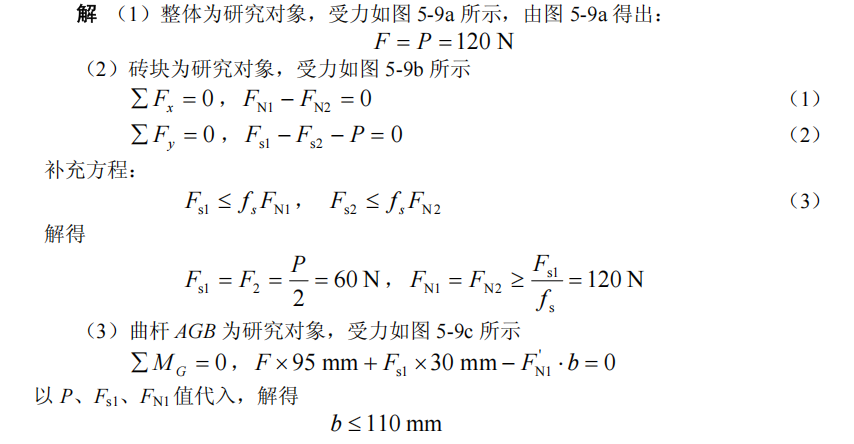 解 （1）整体为研究对象，受力如图 5-9a 所示，由图 5-9a 得出：
F = P = 120 N
（2）砖块为研究对象，受力如图 5-9b 所示
∑F_x = 0，F_N1 − F_N2 = 0 （1）
∑F_y = 0，F_s1 − F_s2 − P = 0 （2）
补充方程：
F_s1 ≤ f_s F_N1， F_s2 ≤ f_s F_N2 （3）
解得
F_s1 = F_2 = P/2 = 60 N，F_N1 = F_N2 ≥ F_s1/f_s = 120 N
（3）曲杆 AGB 为研究对象，受力如图 5-9c 所示
∑M_G = 0，F × 95 mm + F_s1 × 30 mm − F'_N1 · b = 0
以 P、F_s1、F_N1 值代入，解得
b ≤ 110 mm